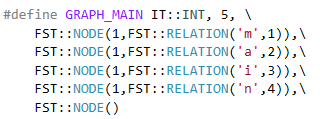 #define GRAPH_MAIN IT::INT, 5, \
FST::NODE(1,FST::RELATION('m',1)),\
FST::NODE(1,FST::RELATION('a',2)),\
FST::NODE(1,FST::RELATION('i',3)),\
FST::NODE(1,FST::RELATION('n',4)),\
FST::NODE()